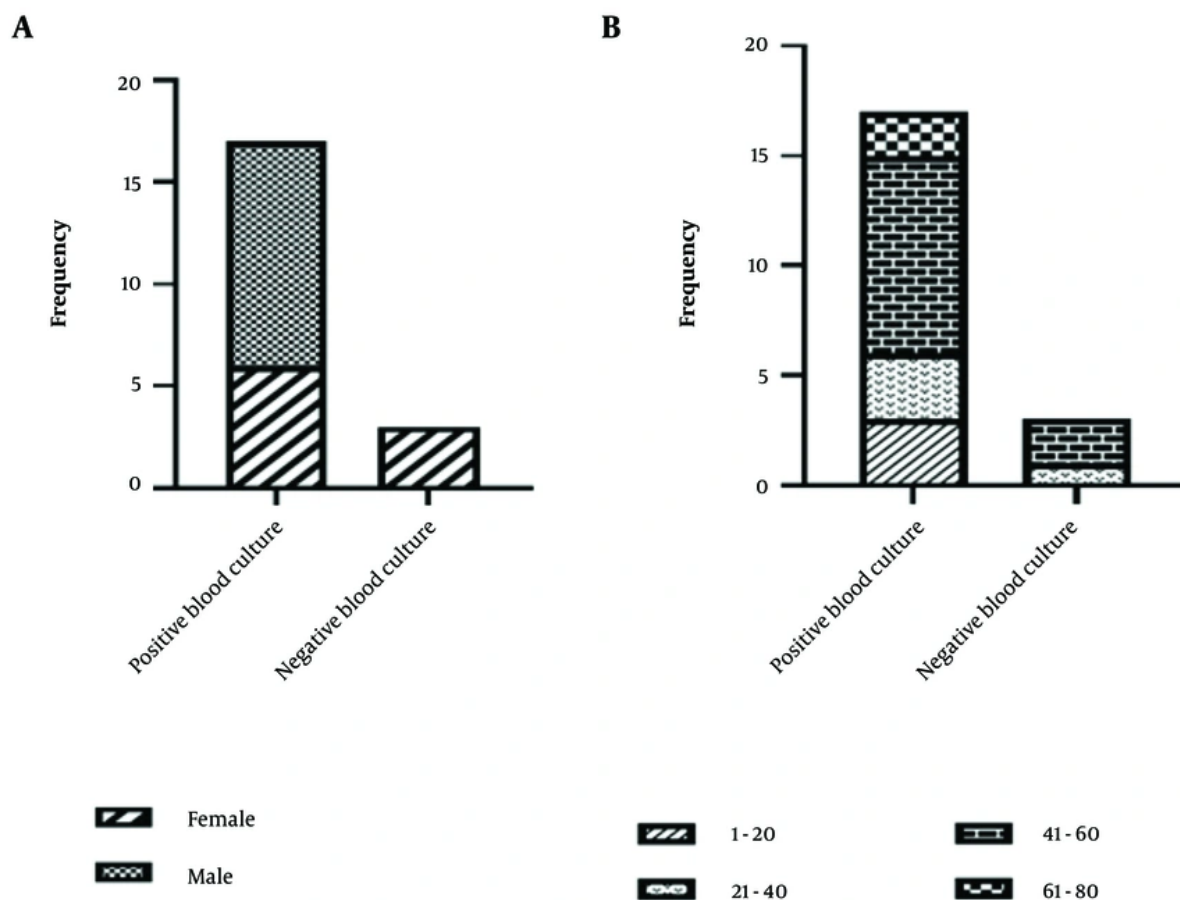 A
20
15
10
5
0
Frequency
Positive blood culture
Negative blood culture
Female
Male
B
20
15
10
5
0
Frequency
Positive blood culture
Negative blood culture
1-20
21-40
41-60
61-80